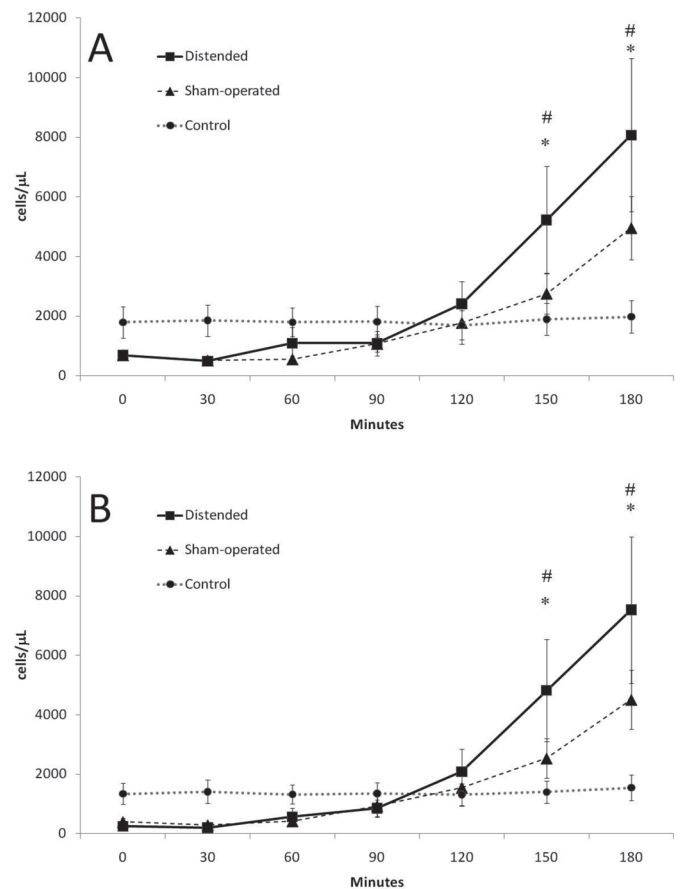 12000
10000
8000
6000
4000
2000
0
cells/µL
A
Distended
Sham-operated
Control
#
*
#
*
0 30 60 90 120 150 180
Minutes
12000
10000
8000
6000
4000
2000
0
cells/µL
B
Distended
Sham-operated
Control
#
*
#
*
0 30 60 90 120 150 180
Minutes